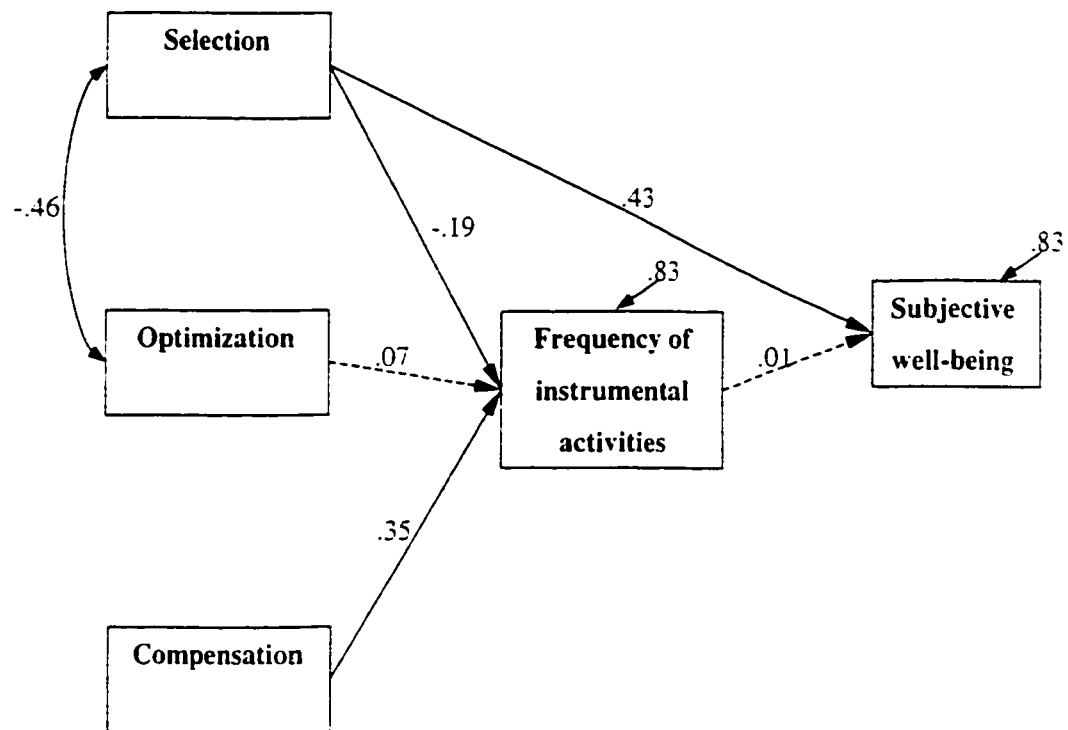 Selection
-.46
.43
-.19
.83
.83
Optimization
.07
Frequency of
instrumental
activities
.01
Subjective
well-being
.35
Compensation